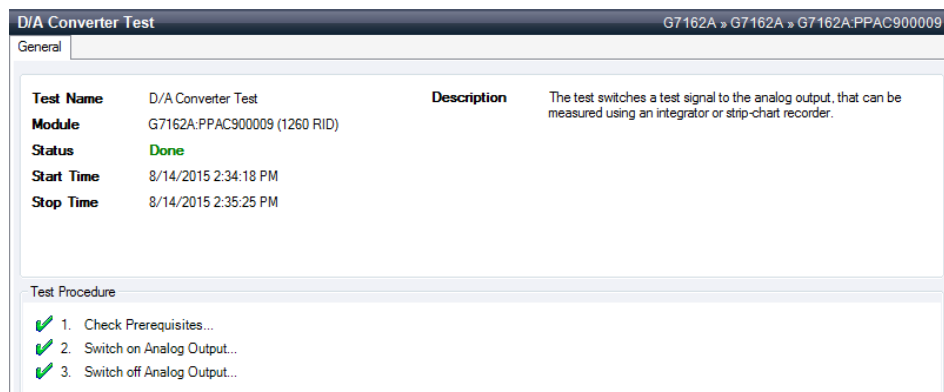 D/A Converter Test
G7162A » G7162A » G7162A:PPAC900009
General
Test Name D/A Converter Test
Module G7162A:PPAC900009 (1260 RID)
Status Done
Start Time 8/14/2015 2:34:18 PM
Stop Time 8/14/2015 2:35:25 PM
Description The test switches a test signal to the analog output, that can be
measured using an integrator or strip-chart recorder.
Test Procedure
1. Check Prerequisites...
2. Switch on Analog Output...
3. Switch off Analog Output...